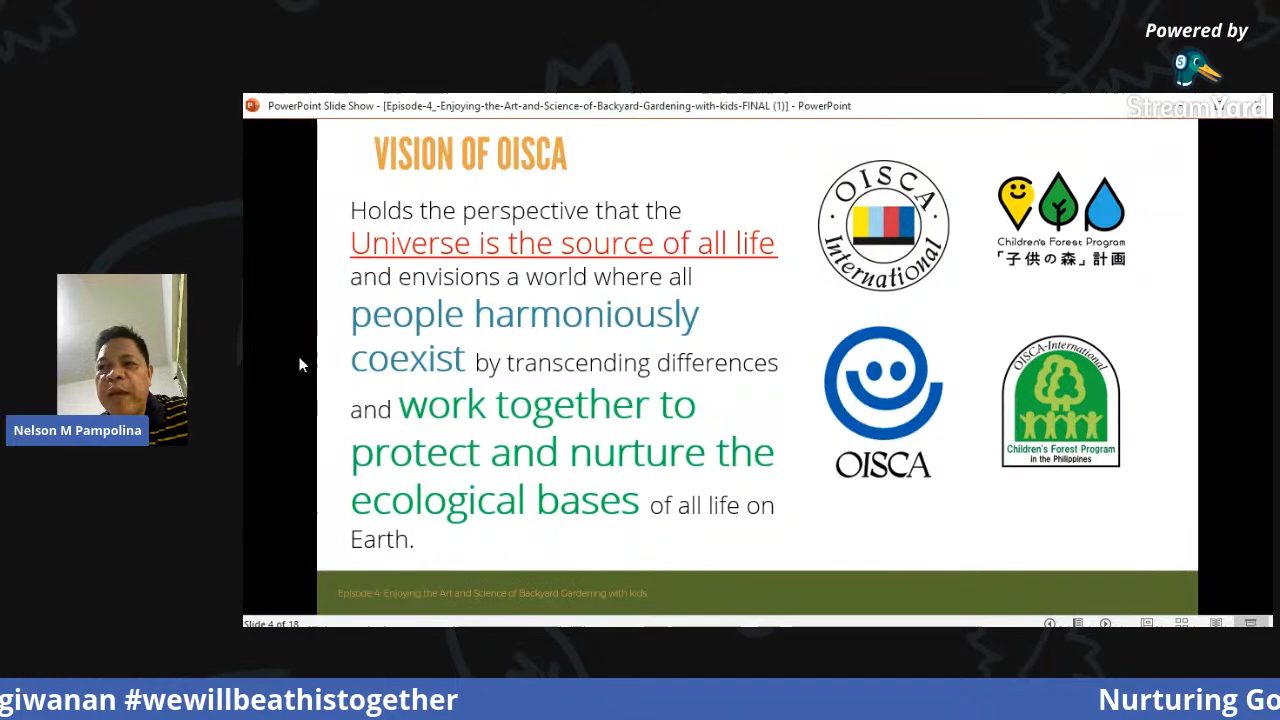 Powered by
StreamYard
PowerPoint Slide Show - [Episode-4_-Enjoying-the-Art-and-Science-of-Backyard-Gardening-with-kids-FINAL (1)] - PowerPoint
VISION OF OISCA
Holds the perspective that the
Universe is the source of all life
and envisions a world where all
people harmoniously
coexist by transcending differences
and work together to
protect and nurture the
ecological bases of all life on
Earth.
OISCA
International
Children's Forest Program
「子供の森」計画
OISCA
OISCA-International
Children's Forest Program
in the Philippines
Nelson M Pampolina
Episode 4: Enjoying the Art and Science of Backyard Gardening with kids
Slide 4 of 18
giwanan #wewillbeathistogether
Nurturing Go